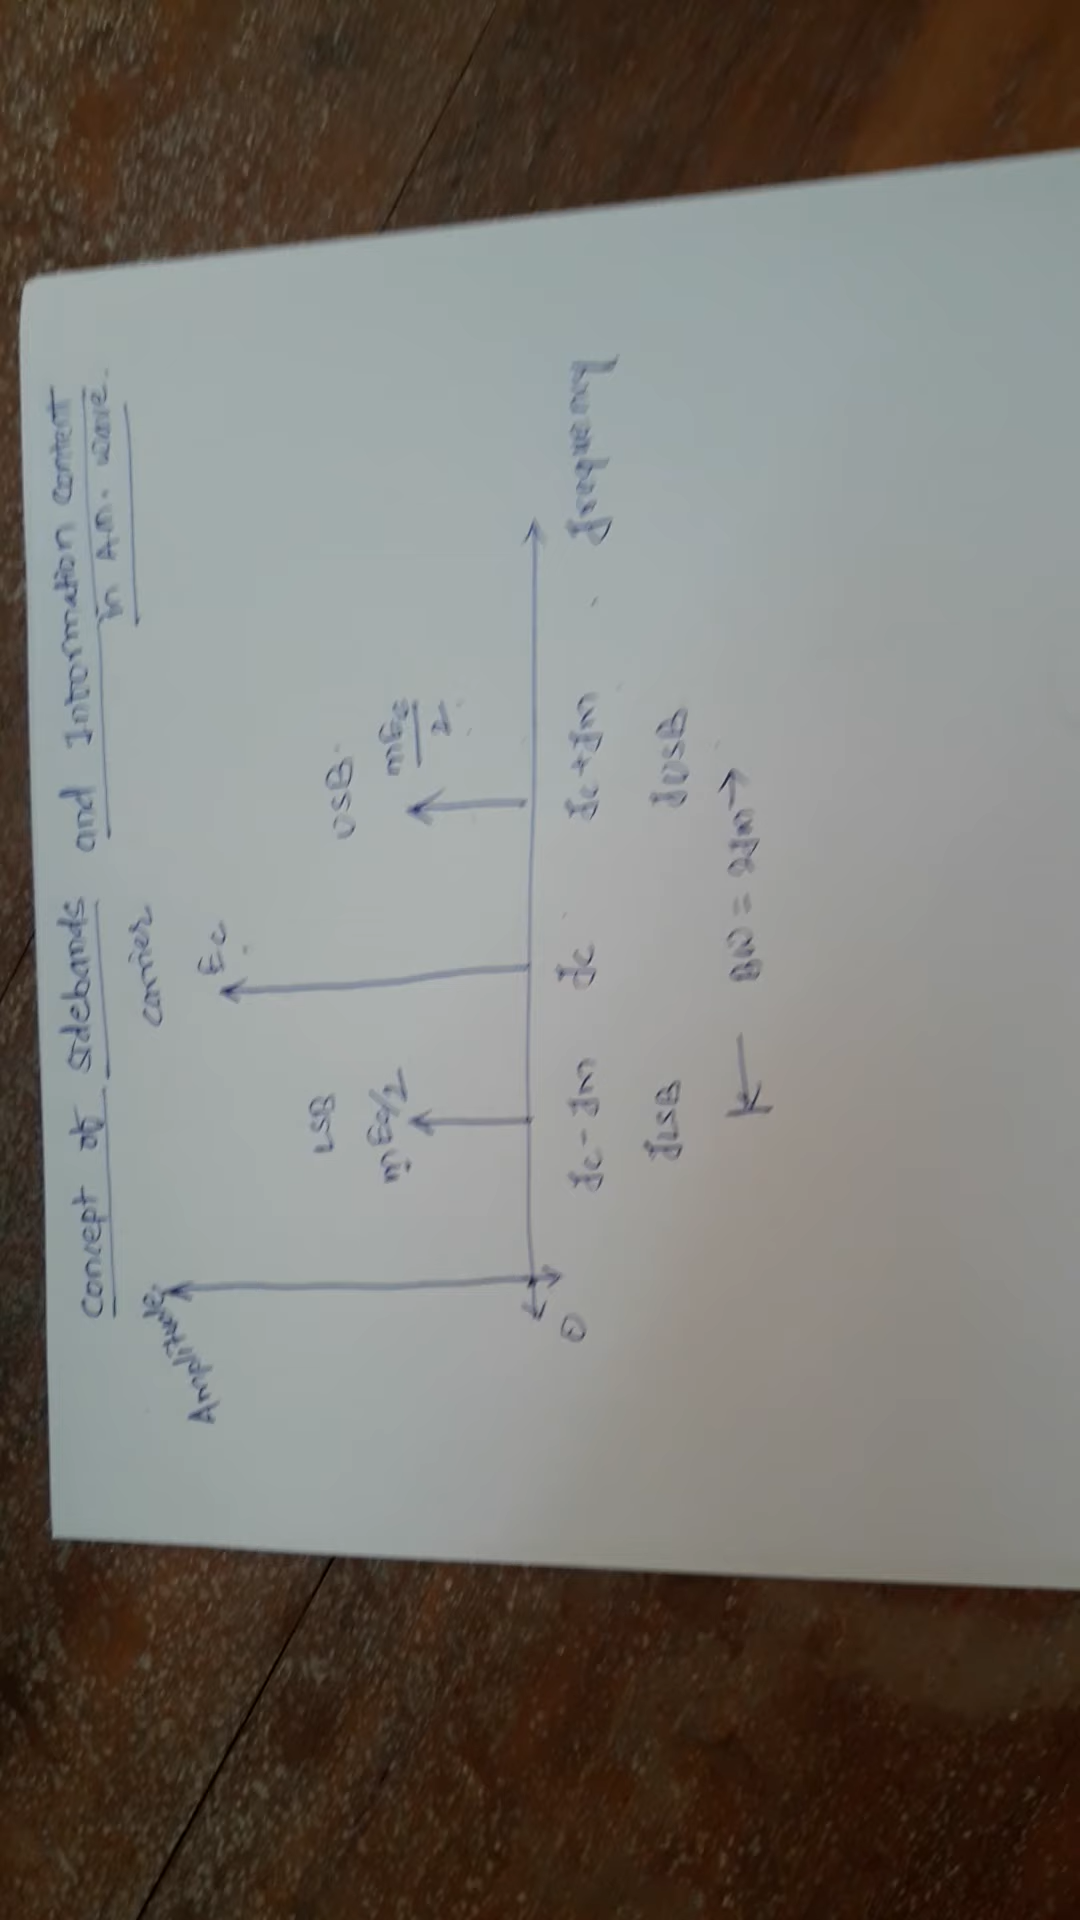 Concept of sidebands and Information content
in A.M. wave.
Amplitude
carrier
Ec
LSB
USB
mEc/2
mEc
2
0
fc - fm
fc
fc + fm
frequency
fLSB
fUSB
BW = 2fm